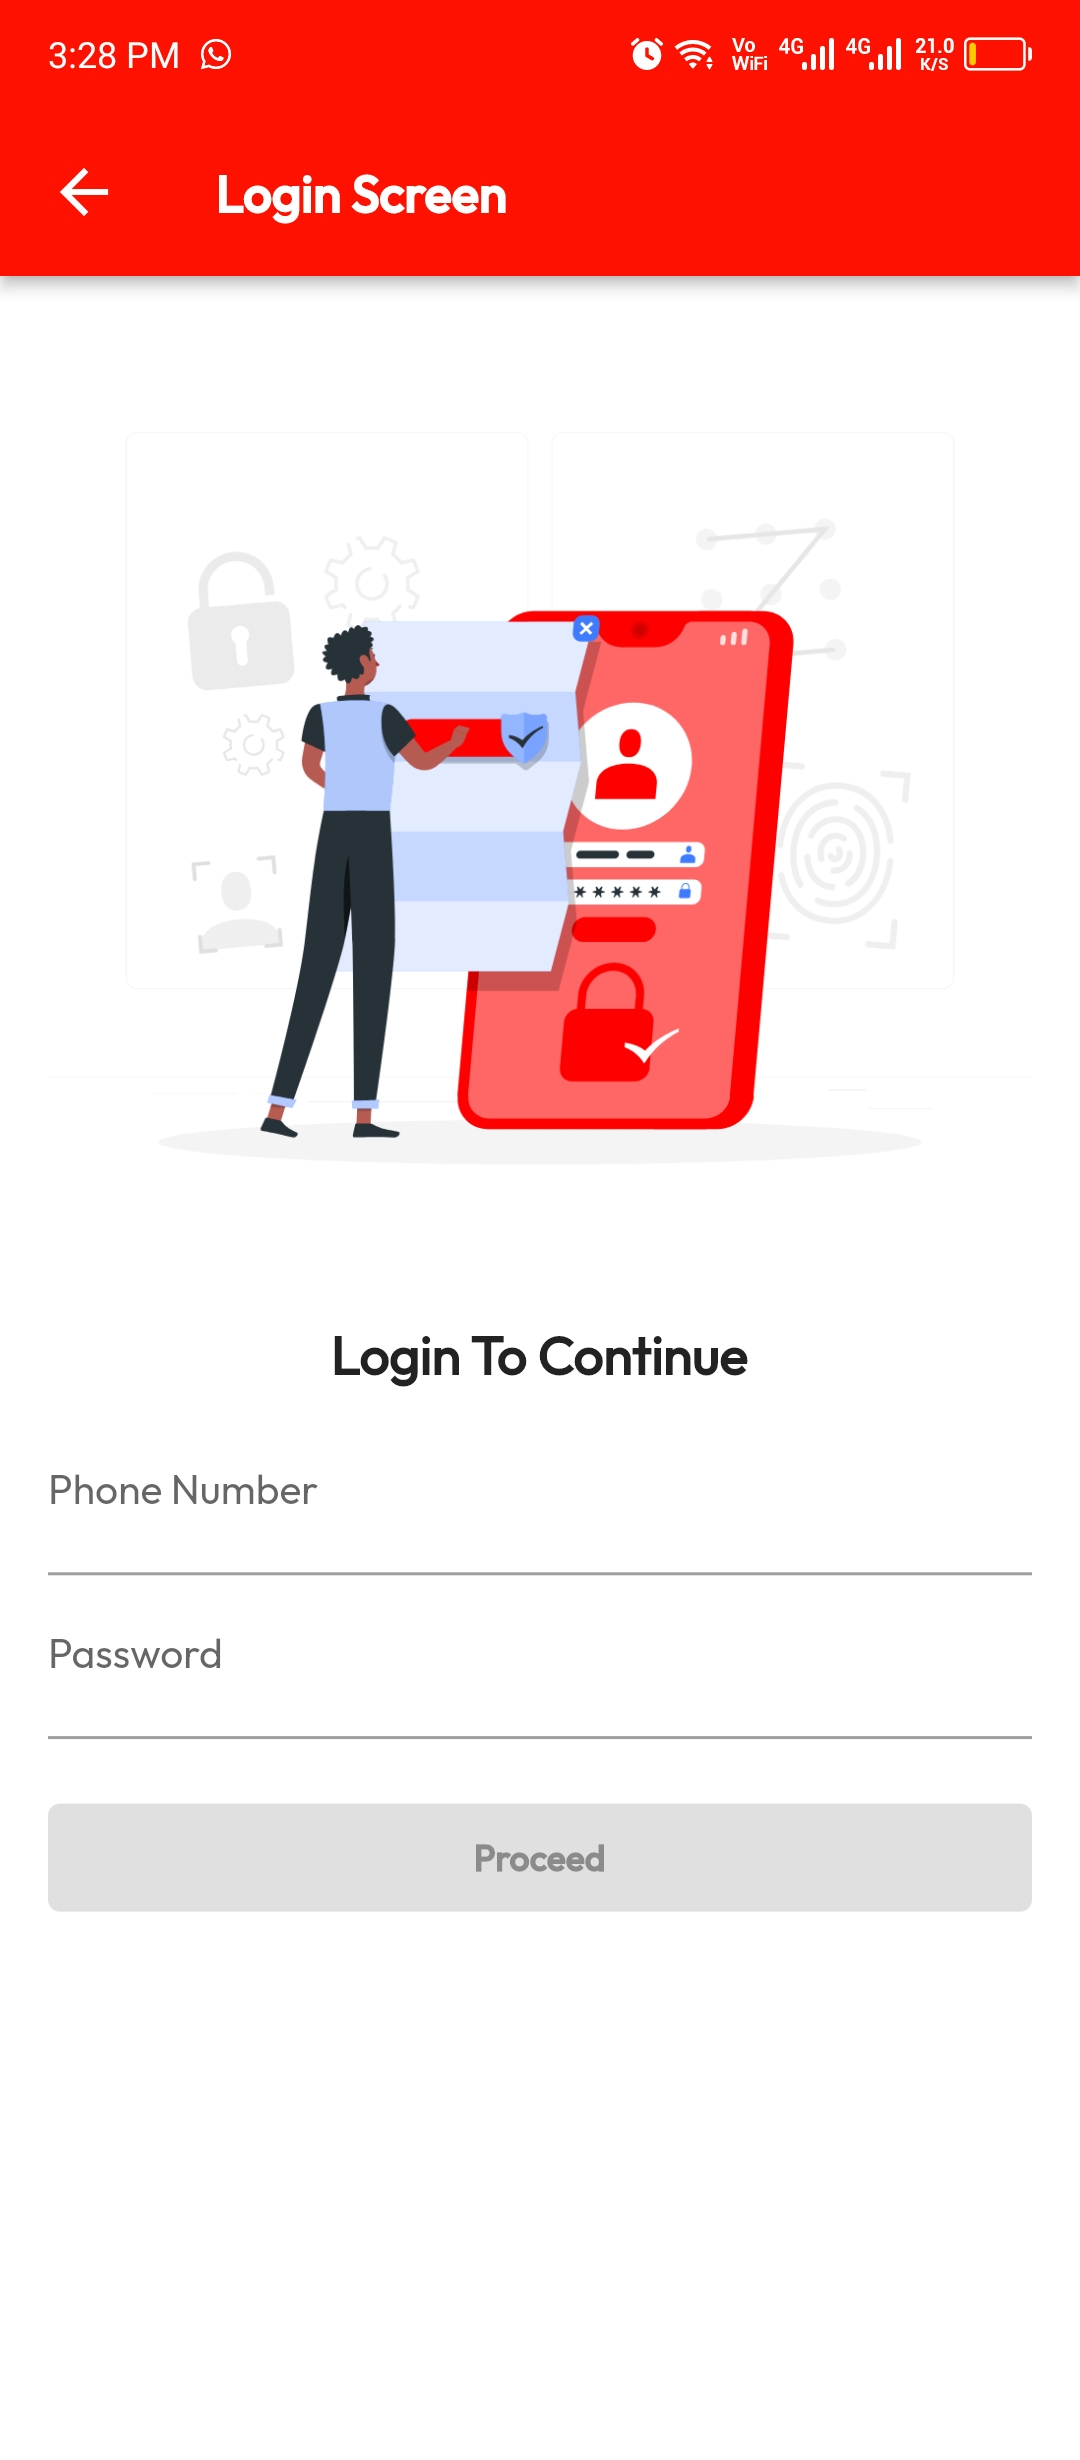 3:28 PM
Vo WiFi 4G 4G 21.0 K/S
Login Screen
*****
Login To Continue
Phone Number
Password
Proceed